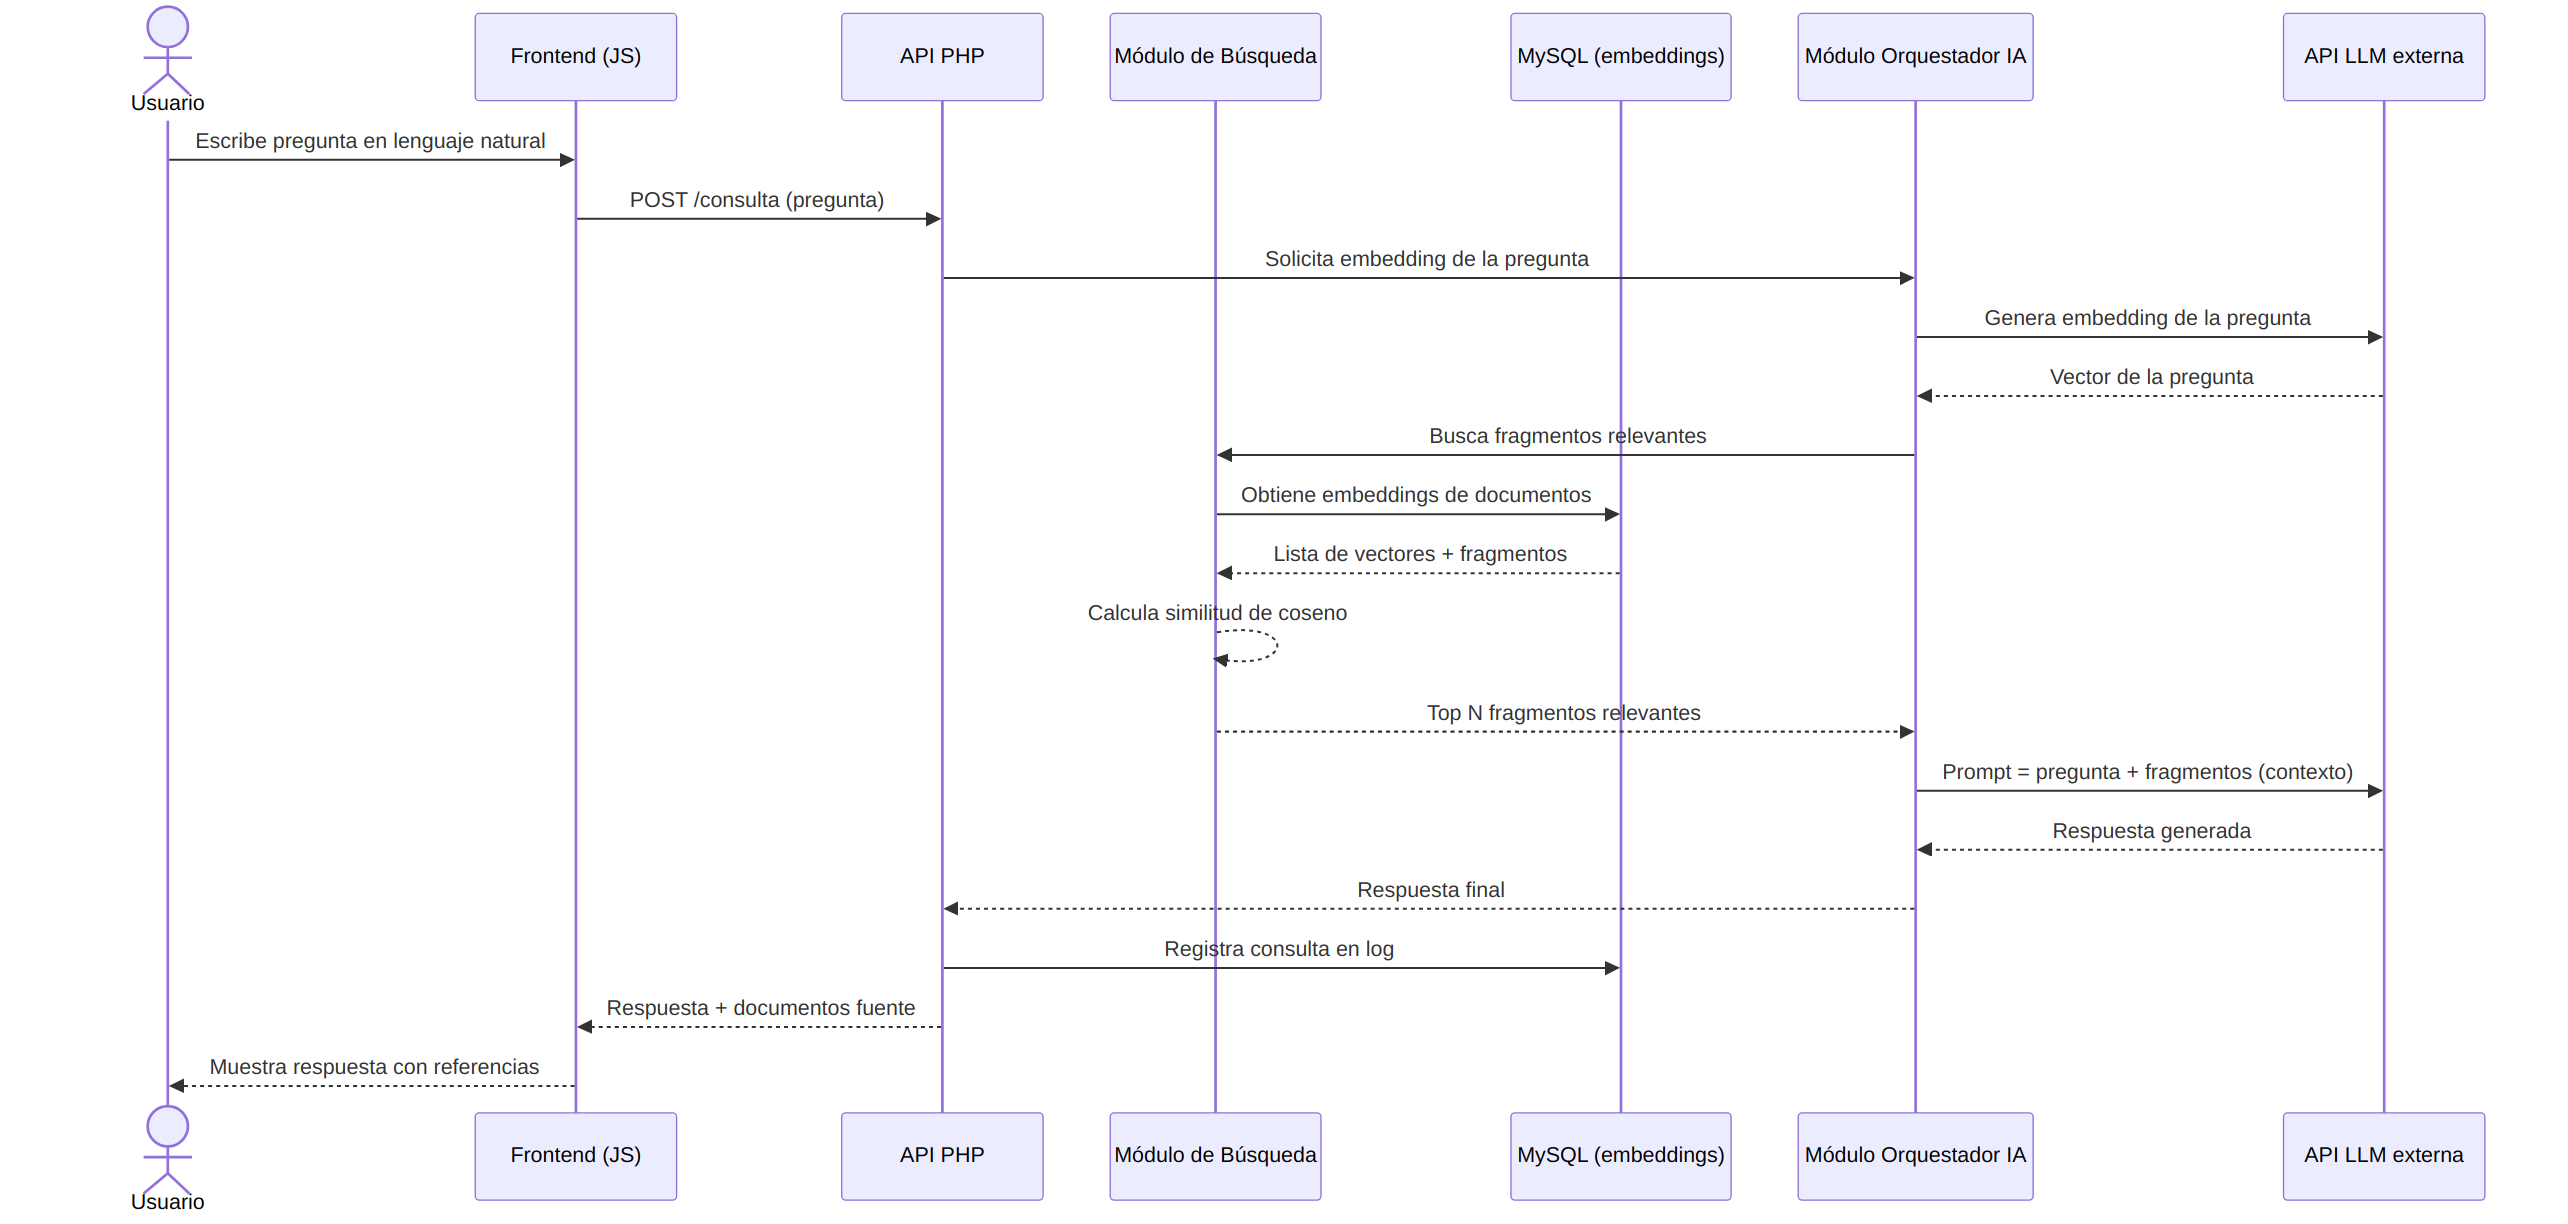 Frontend (JS)
API PHP
Módulo de Búsqueda
MySQL (embeddings)
Módulo Orquestador IA
API LLM externa
Usuario
Escribe pregunta en lenguaje natural
POST /consulta (pregunta)
Solicita embedding de la pregunta
Genera embedding de la pregunta
Vector de la pregunta
Busca fragmentos relevantes
Obtiene embeddings de documentos
Lista de vectores + fragmentos
Calcula similitud de coseno
Top N fragmentos relevantes
Prompt = pregunta + fragmentos (contexto)
Respuesta generada
Respuesta final
Registra consulta en log
Respuesta + documentos fuente
Muestra respuesta con referencias
Frontend (JS)
API PHP
Módulo de Búsqueda
MySQL (embeddings)
Módulo Orquestador IA
API LLM externa
Usuario